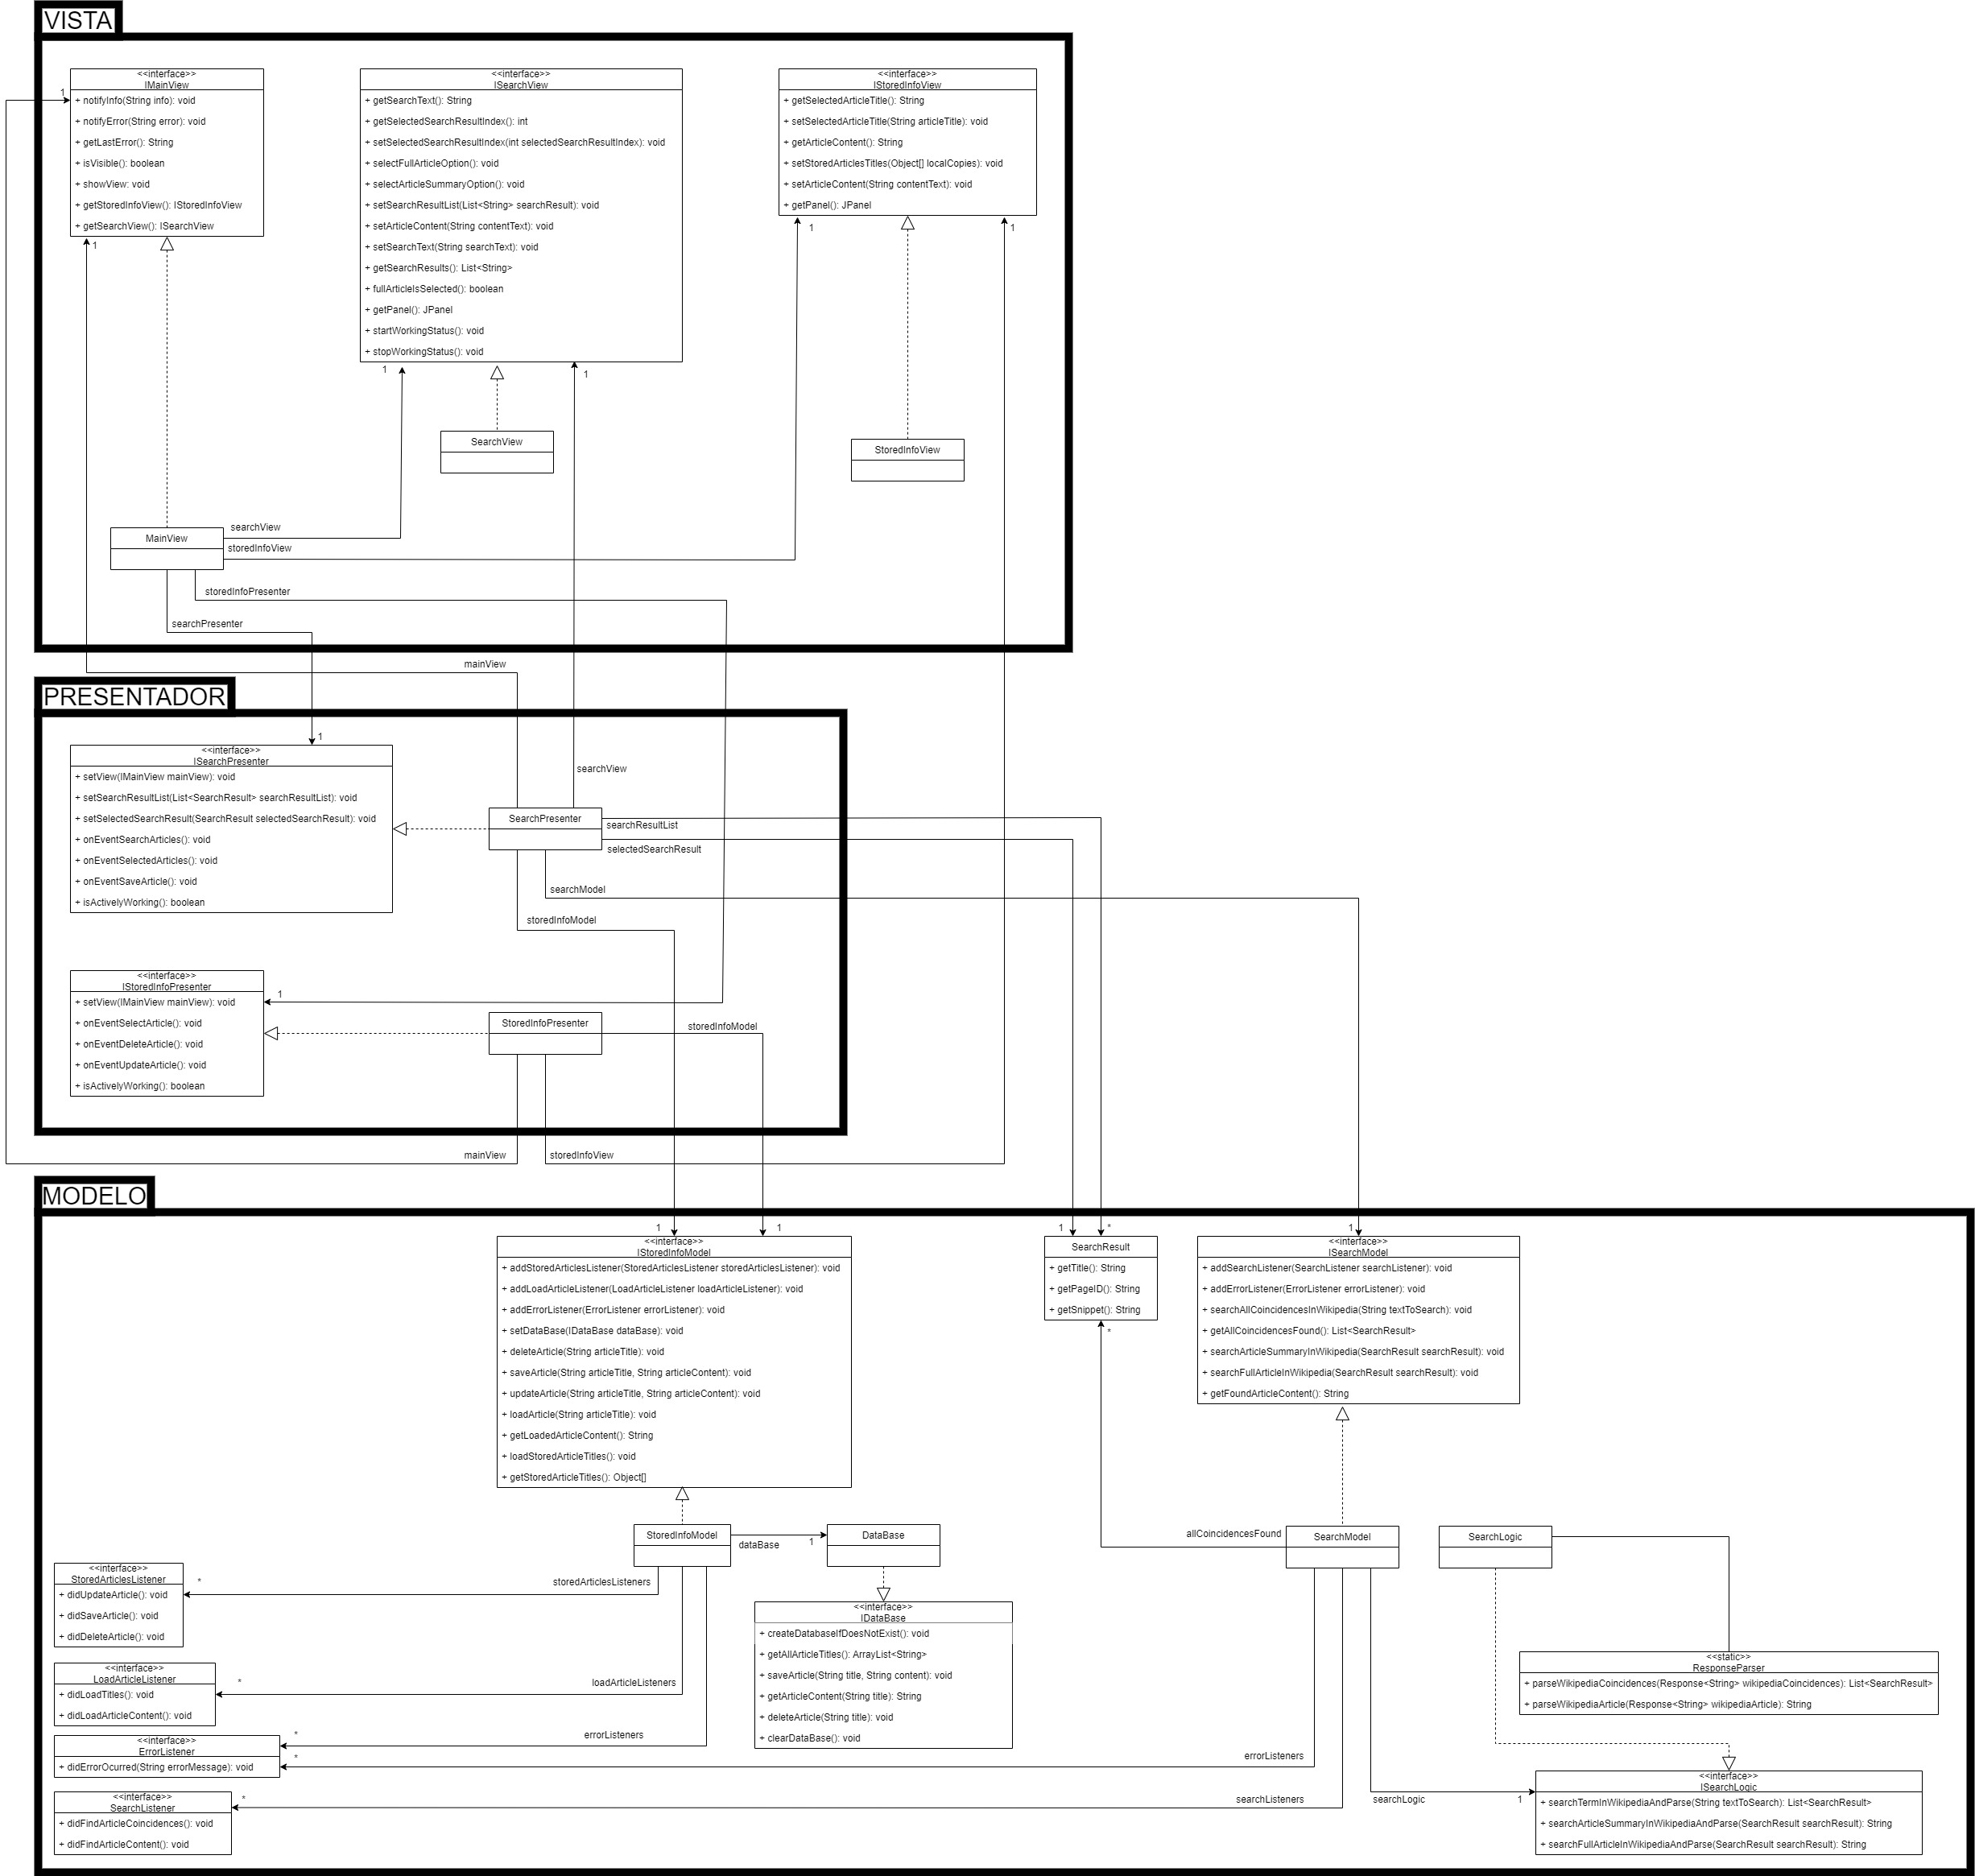 VISTA
<<interface>>
IMainView
+ notifyInfo(String info): void
+ notifyError(String error): void
+ getLastError(): String
+ isVisible(): boolean
+ showView: void
+ getStoredInfoView(): IStoredInfoView
+ getSearchView(): ISearchView
1
1
<<interface>>
ISearchView
+ getSearchText(): String
+ getSelectedSearchResultIndex(): int
+ setSelectedSearchResultIndex(int selectedSearchResultIndex): void
+ selectFullArticleOption(): void
+ selectArticleSummaryOption(): void
+ setSearchResultList(List<String> searchResult): void
+ setArticleContent(String contentText): void
+ setSearchText(String searchText): void
+ getSearchResults(): List<String>
+ fullArticleIsSelected(): boolean
+ getPanel(): JPanel
+ startWorkingStatus(): void
+ stopWorkingStatus(): void
1
1
<<interface>>
IStoredInfoView
+ getSelectedArticleTitle(): String
+ setSelectedArticleTitle(String articleTitle): void
+ getArticleContent(): String
+ setStoredArticlesTitles(Object[] localCopies): void
+ setArticleContent(String contentText): void
+ getPanel(): JPanel
1
1
SearchView
StoredInfoView
MainView
searchView
storedInfoView
storedInfoPresenter
searchPresenter
mainView
PRESENTADOR
1
<<interface>>
ISearchPresenter
+ setView(IMainView mainView): void
+ setSearchResultList(List<SearchResult> searchResultList): void
+ setSelectedSearchResult(SearchResult selectedSearchResult): void
+ onEventSearchArticles(): void
+ onEventSelectedArticles(): void
+ onEventSaveArticle(): void
+ isActivelyWorking(): boolean
searchView
SearchPresenter
searchResultList
selectedSearchResult
searchModel
storedInfoModel
<<interface>>
IStoredInfoPresenter
+ setView(IMainView mainView): void
+ onEventSelectArticle(): void
+ onEventDeleteArticle(): void
+ onEventUpdateArticle(): void
+ isActivelyWorking(): boolean
1
StoredInfoPresenter
storedInfoModel
mainView
storedInfoView
MODELO
1
1
1
*
1
<<interface>>
IStoredInfoModel
+ addStoredArticlesListener(StoredArticlesListener storedArticlesListener): void
+ addLoadArticleListener(LoadArticleListener loadArticleListener): void
+ addErrorListener(ErrorListener errorListener): void
+ setDataBase(IDataBase dataBase): void
+ deleteArticle(String articleTitle): void
+ saveArticle(String articleTitle, String articleContent): void
+ updateArticle(String articleTitle, String articleContent): void
+ loadArticle(String articleTitle): void
+ getLoadedArticleContent(): String
+ loadStoredArticleTitles(): void
+ getStoredArticleTitles(): Object[]
SearchResult
+ getTitle(): String
+ getPageID(): String
+ getSnippet(): String
*
<<interface>>
ISearchModel
+ addSearchListener(SearchListener searchListener): void
+ addErrorListener(ErrorListener errorListener): void
+ searchAllCoincidencesInWikipedia(String textToSearch): void
+ getAllCoincidencesFound(): List<SearchResult>
+ searchArticleSummaryInWikipedia(SearchResult searchResult): void
+ searchFullArticleInWikipedia(SearchResult searchResult): void
+ getFoundArticleContent(): String
StoredInfoModel
dataBase
1
DataBase
allCoincidencesFound
SearchModel
SearchLogic
<<interface>>
StoredArticlesListener
+ didUpdateArticle(): void
+ didSaveArticle(): void
+ didDeleteArticle(): void
*
storedArticlesListeners
<<interface>>
IDataBase
+ createDatabaseIfDoesNotExist(): void
+ getAllArticleTitles(): ArrayList<String>
+ saveArticle(String title, String content): void
+ getArticleContent(String title): String
+ deleteArticle(String title): void
+ clearDataBase(): void
<<interface>>
LoadArticleListener
+ didLoadTitles(): void
+ didLoadArticleContent(): void
*
loadArticleListeners
<<static>>
ResponseParser
+ parseWikipediaCoincidences(Response<String> wikipediaCoincidences): List<SearchResult>
+ parseWikipediaArticle(Response<String> wikipediaArticle): String
<<interface>>
ErrorListener
+ didErrorOcurred(String errorMessage): void
*
errorListeners
*
errorListeners
<<interface>>
SearchListener
+ didFindArticleCoincidences(): void
+ didFindArticleContent(): void
*
searchListeners
searchLogic
1
<<interface>>
ISearchLogic
+ searchTermInWikipediaAndParse(String textToSearch): List<SearchResult>
+ searchArticleSummaryInWikipediaAndParse(SearchResult searchResult): String
+ searchFullArticleInWikipediaAndParse(SearchResult searchResult): String